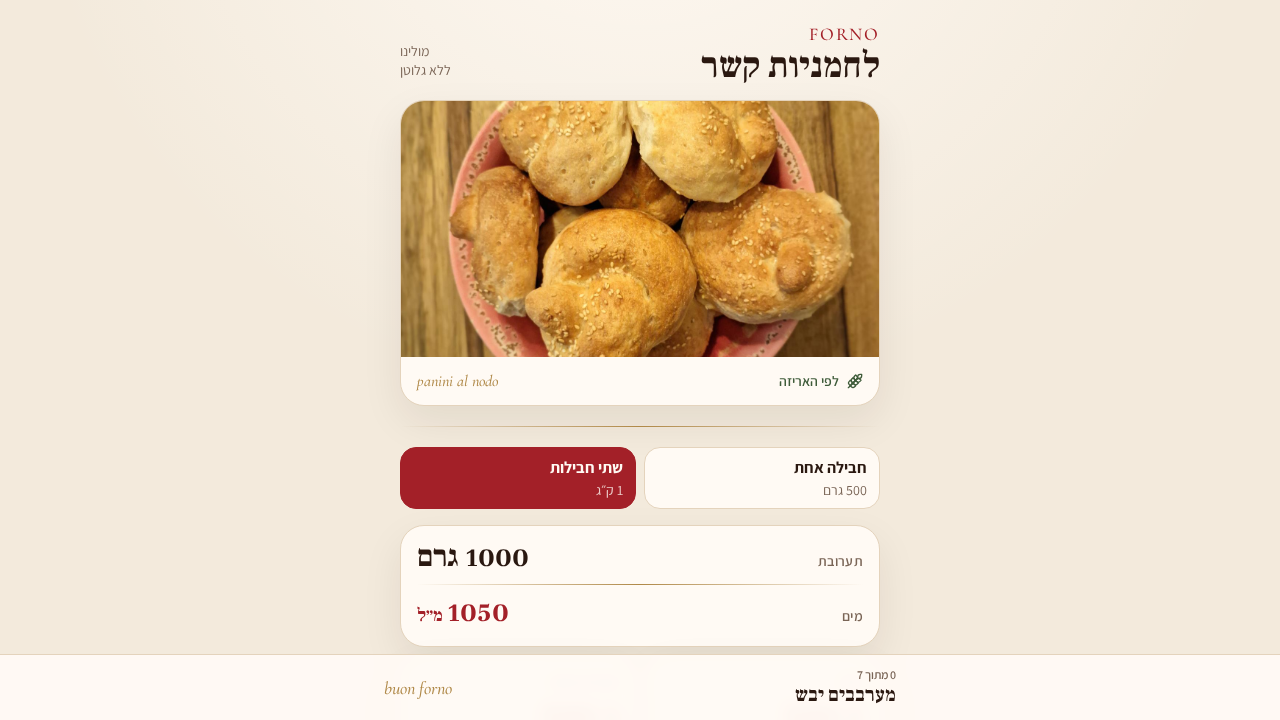 FORNO
לחמניות קשר
מולינו
ללא גלוטן
לפי האריזה
panini al nodo
חבילה אחת
500 גרם
שתי חבילות
1 ק״ג
תערובת
1000 גרם
מים
1050 מ״ל
0 מתוך 7
מערבבים יבש
buon forno